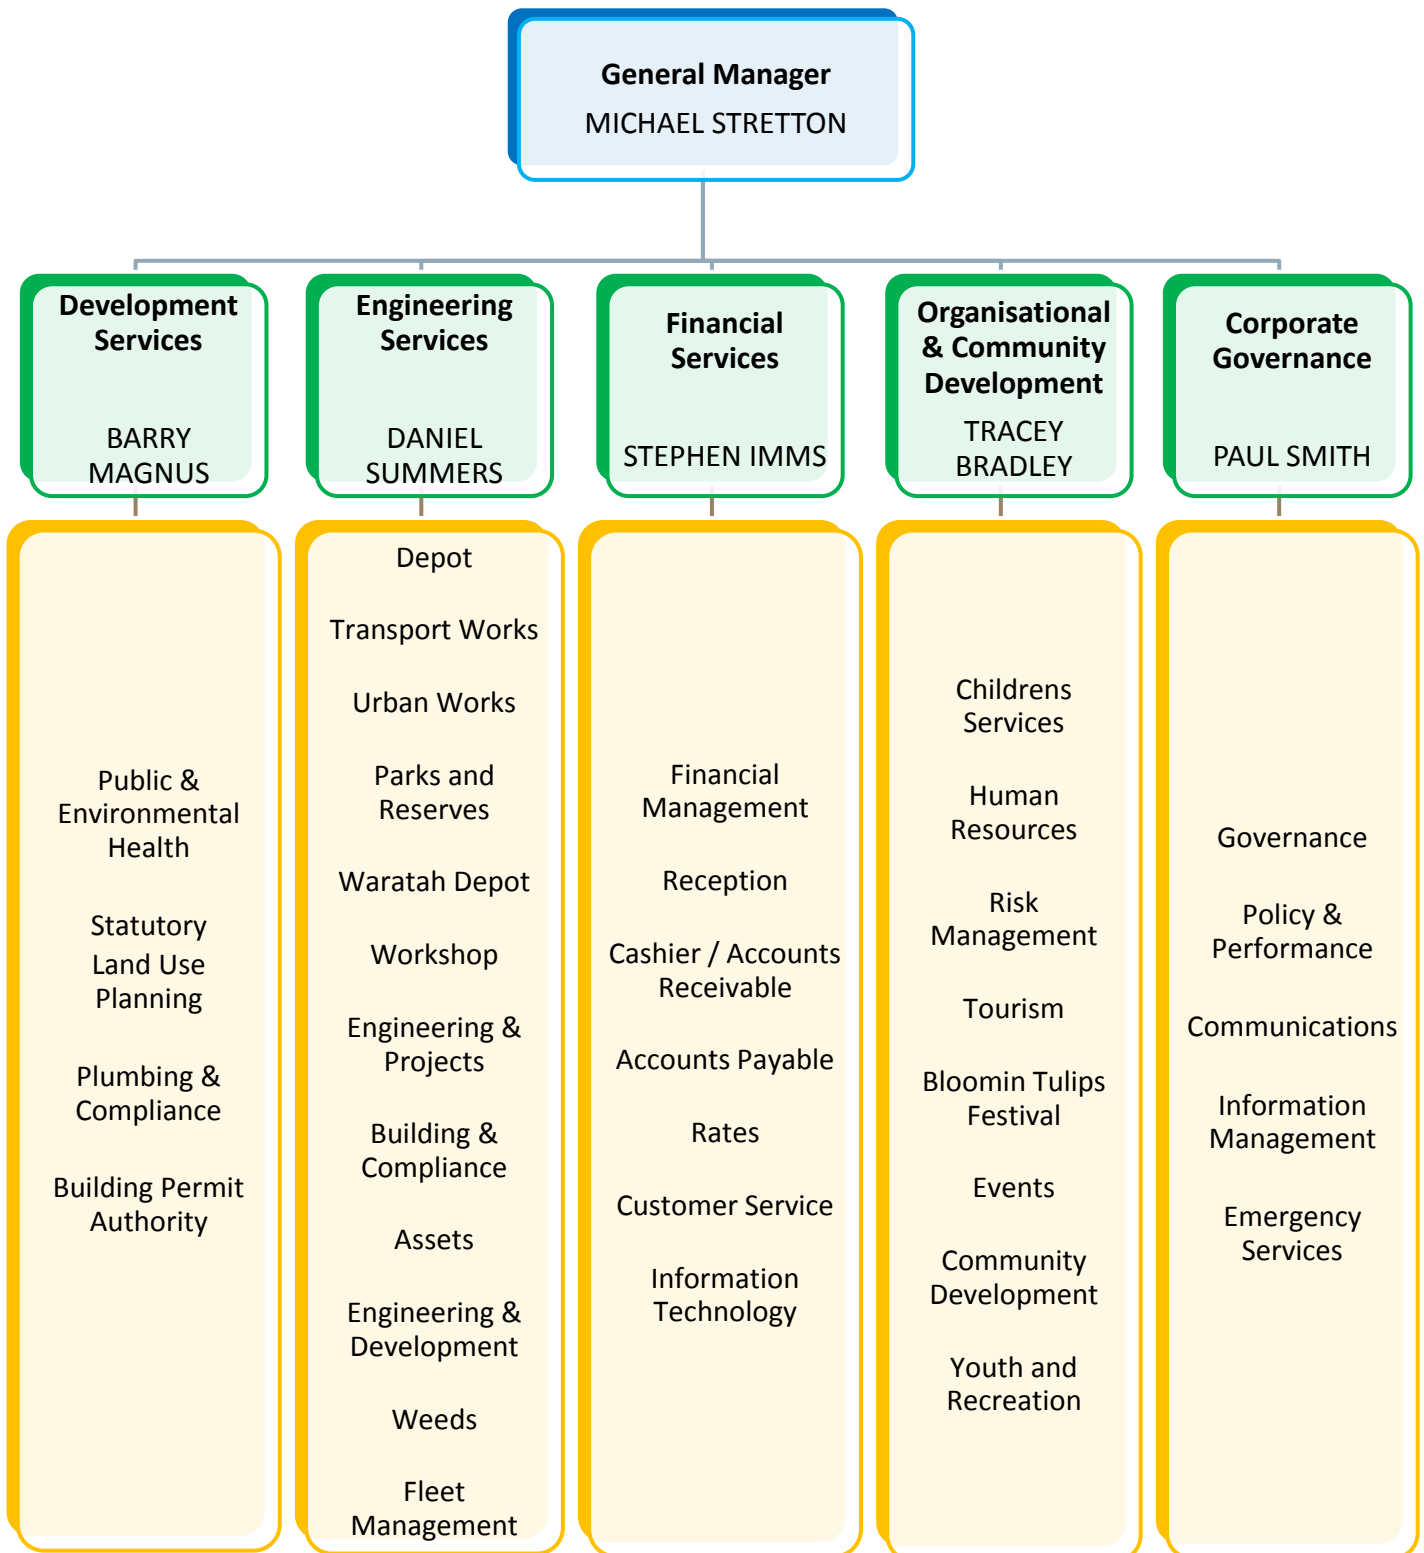 General Manager
MICHAEL STRETTON
Development
Services
BARRY
MAGNUS
Engineering
Services
DANIEL
SUMMERS
Financial
Services
STEPHEN IMMS
Organisational
& Community
Development
TRACEY
BRADLEY
Corporate
Governance
PAUL SMITH
Public &
Environmental
Health
Statutory
Land Use
Planning
Plumbing &
Compliance
Building Permit
Authority
Depot
Transport Works
Urban Works
Parks and
Reserves
Waratah Depot
Workshop
Engineering &
Projects
Building &
Compliance
Assets
Engineering &
Development
Weeds
Fleet
Management
Financial
Management
Reception
Cashier / Accounts
Receivable
Accounts Payable
Rates
Customer Service
Information
Technology
Childrens
Services
Human
Resources
Risk
Management
Tourism
Bloomin Tulips
Festival
Events
Community
Development
Youth and
Recreation
Governance
Policy &
Performance
Communications
Information
Management
Emergency
Services